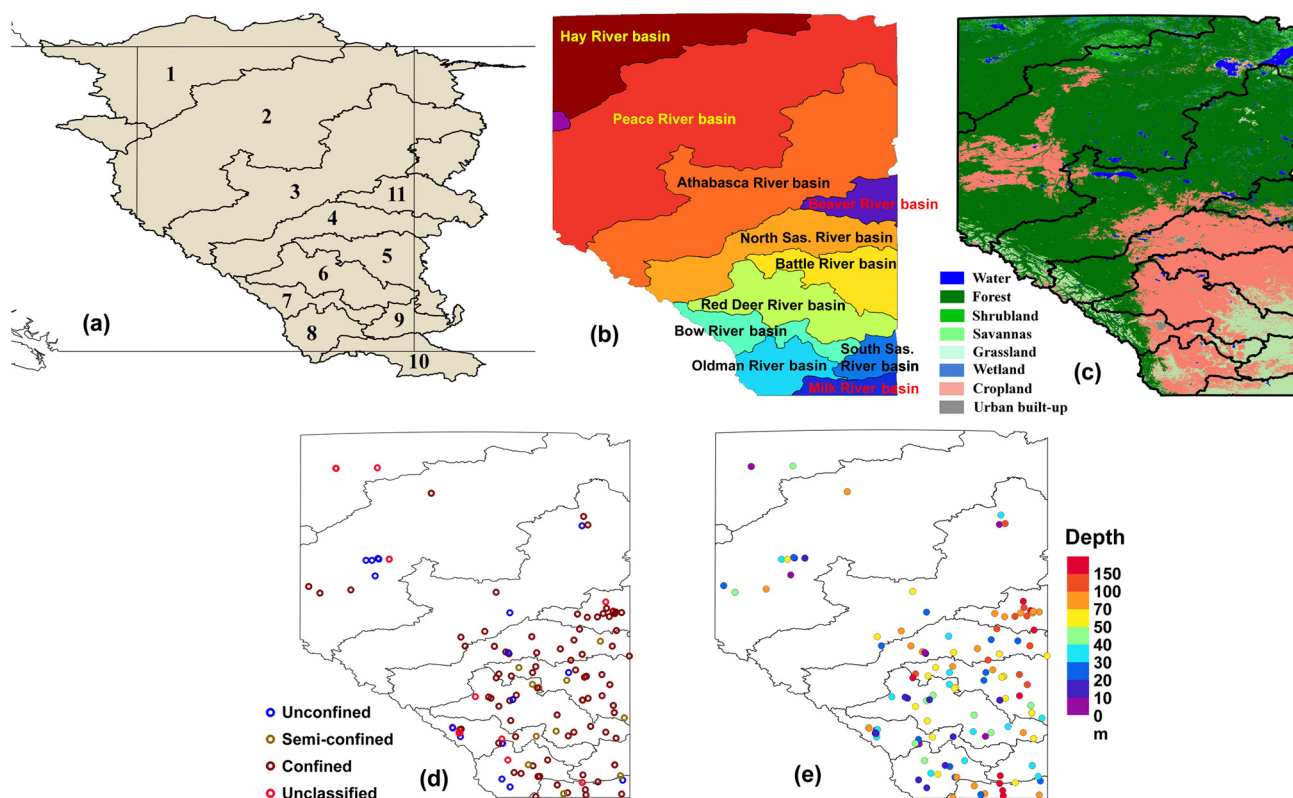 1
2
3
11
4
5
6
7
9
8
10
(a)
Hay River basin
Peace River basin
Athabasca River basin
Beaver River basin
North Sas. River basin
Battle River basin
Red Deer River basin
Bow River basin
South Sas.
River basin
Oldman River basin
Milk River basin
(b)
Water
Forest
Shrubland
Savannas
Grassland
Wetland
Cropland
Urban built-up
(c)
Unconfined
Semi-confined
Confined
Unclassified
(d)
(e)
Depth
150
100
70
50
40
30
20
10
0
m